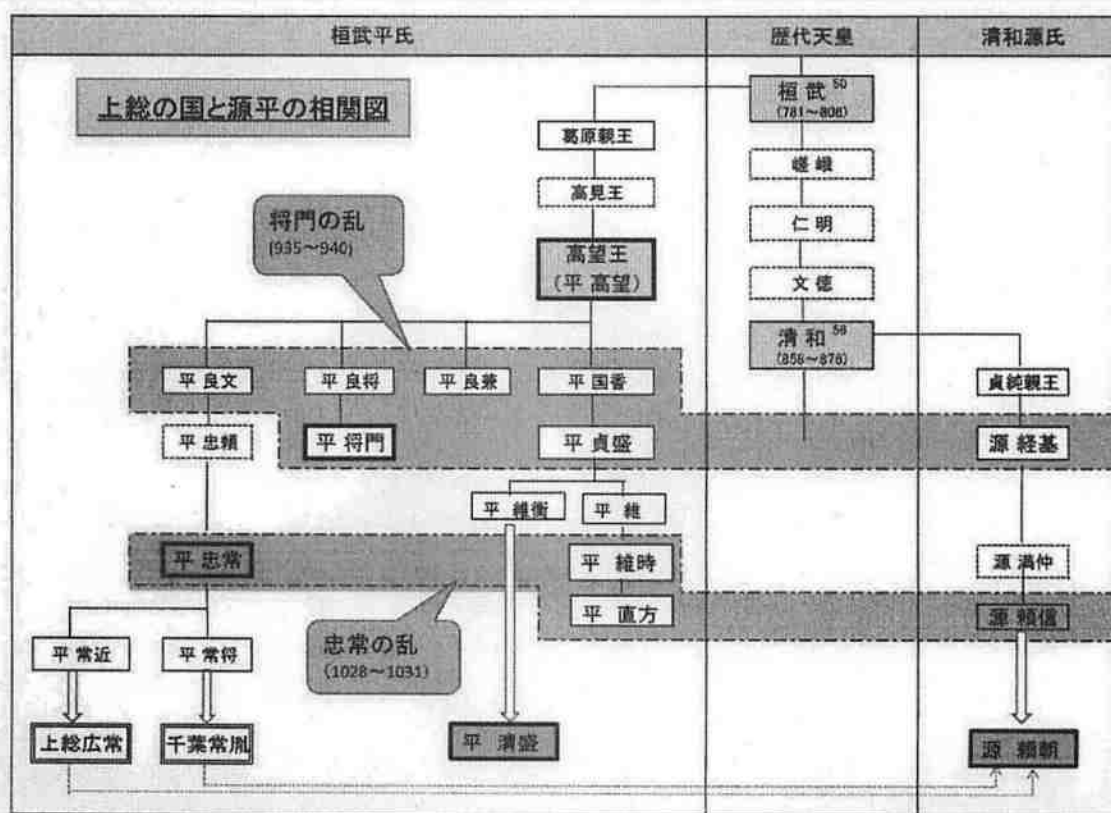 桓武平氏
歴代天皇
清和源氏
上総の国と源平の相関図
桓武 50
(781～806)
葛原親王
嵯峨
高見王
仁明
将門の乱
(935～940)
高望王
(平 高望)
文徳
清和 56
(858～876)
平 良文
平 良将
平 良兼
平 国香
貞純親王
平 忠頼
平 将門
平 貞盛
源 経基
平 維衡
平 維
平 忠常
平 維時
源 満仲
平 直方
源 頼信
忠常の乱
(1028～1031)
平 常近
平 常将
上総広常
千葉常胤
平 清盛
源 頼朝